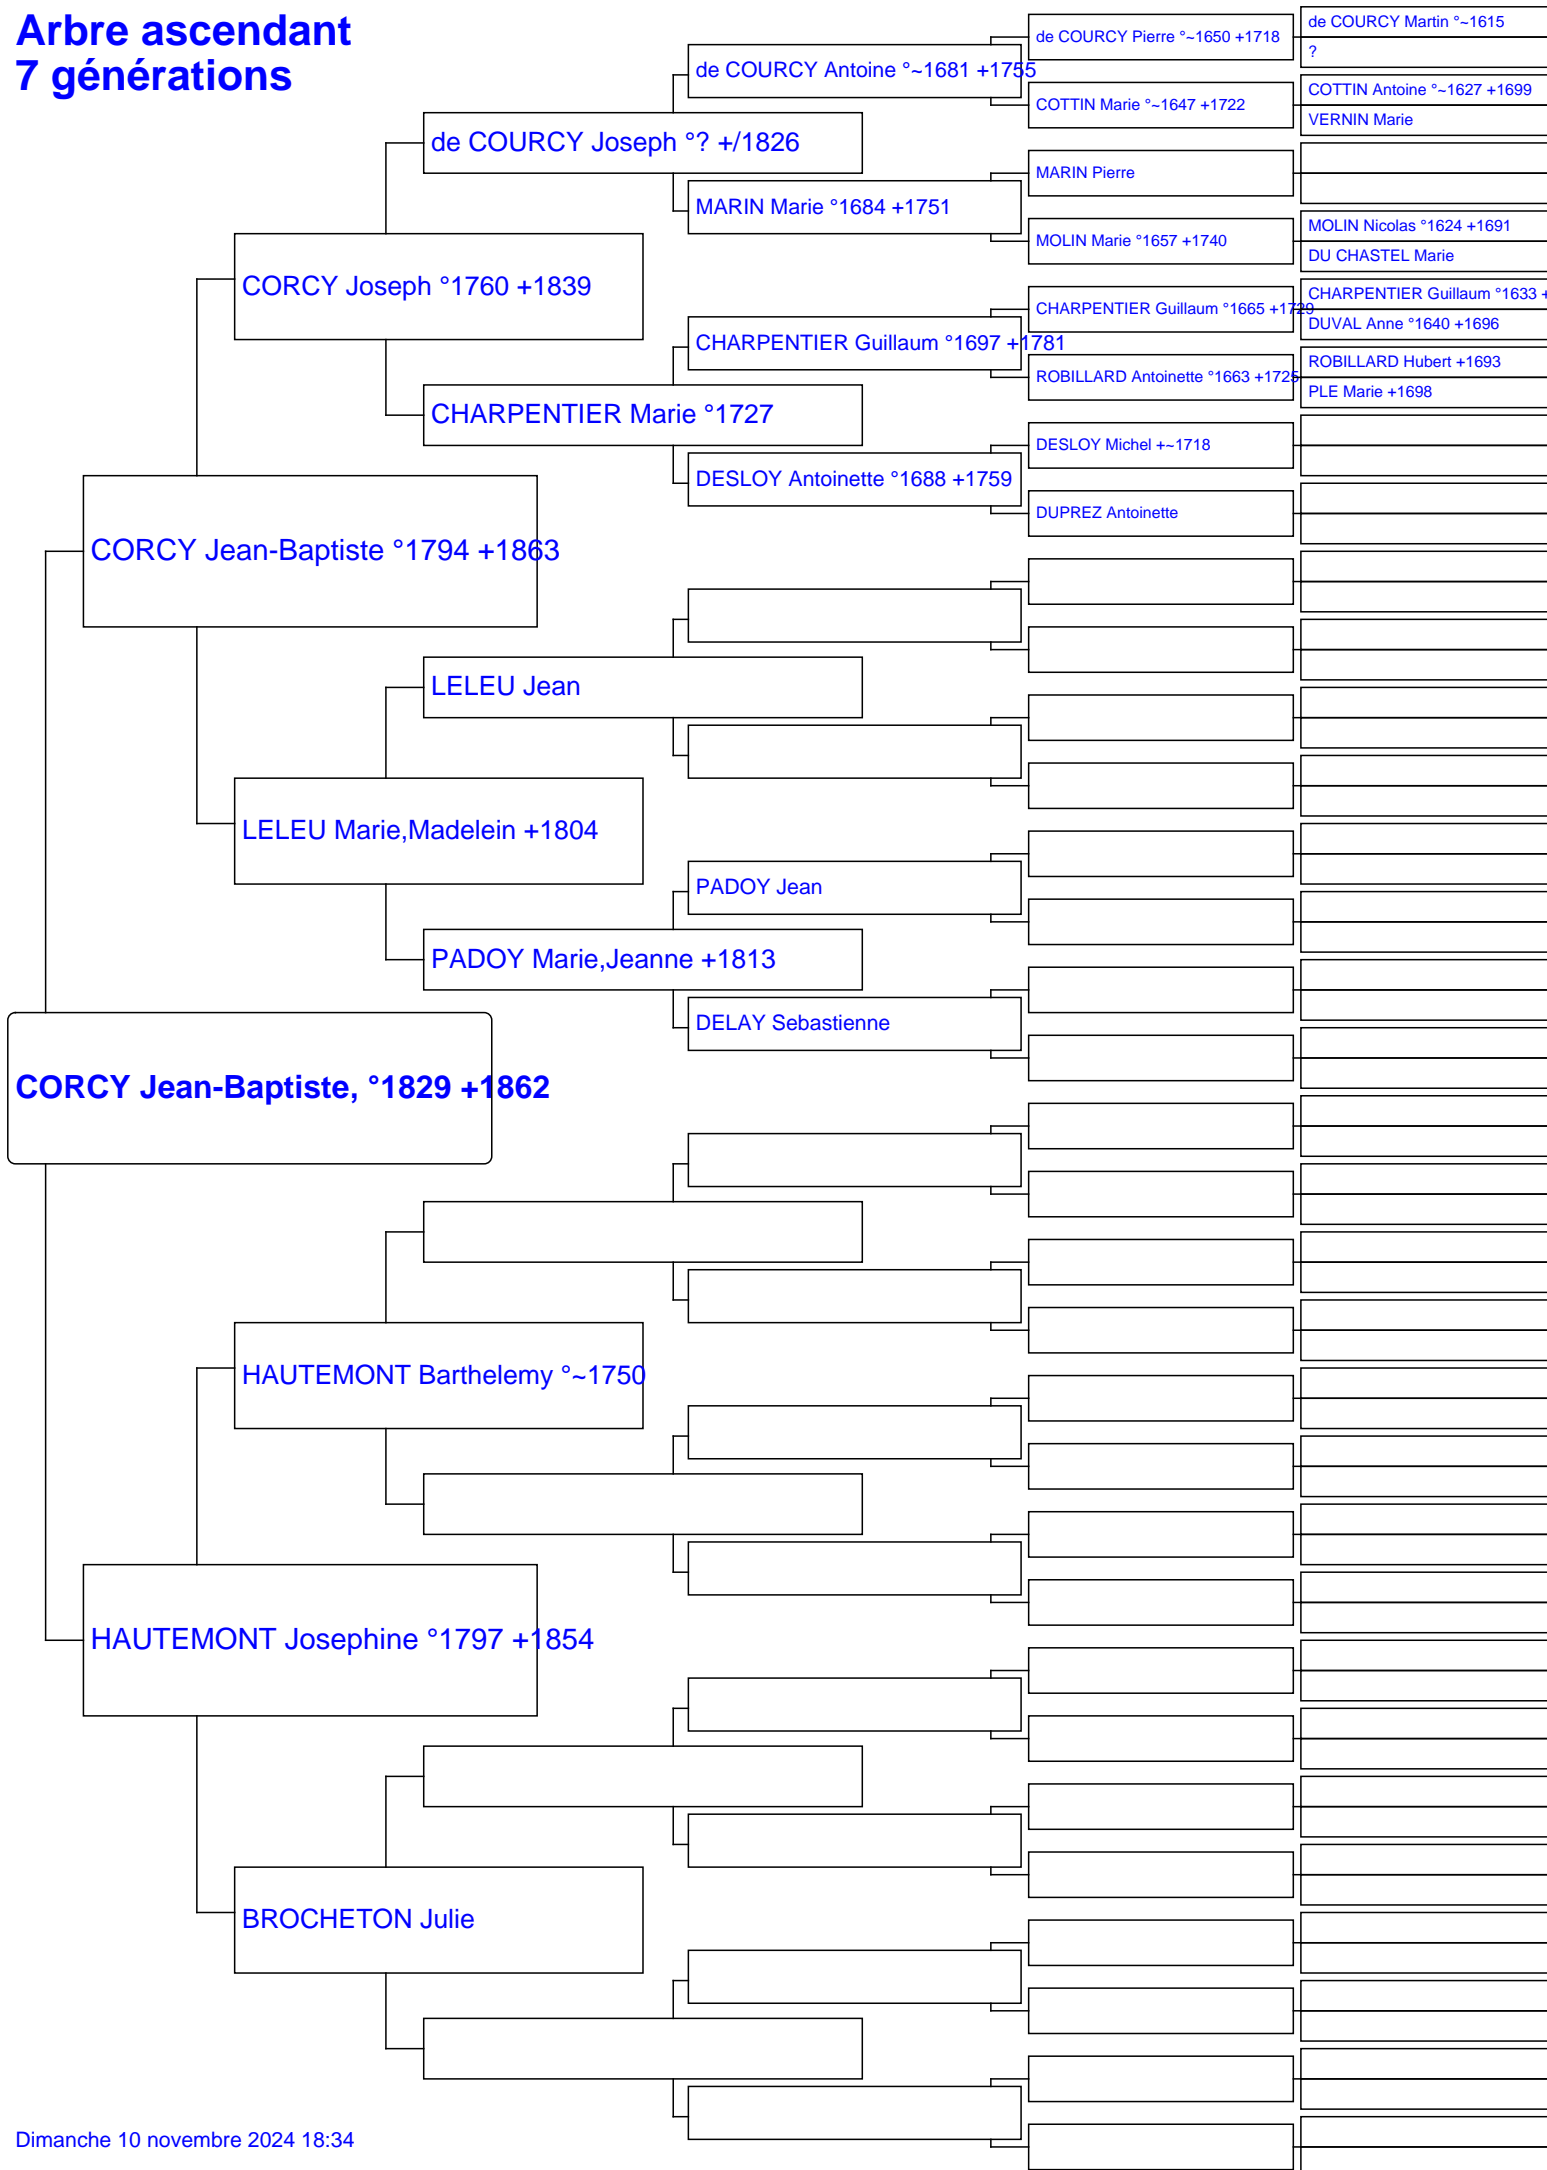 Arbre ascendant
7 générations
de COURCY Martin °~1615
de COURCY Pierre °~1650 +1718
?
de COURCY Antoine °~1681 +1755
COTTIN Antoine °~1627 +1699
COTTIN Marie °~1647 +1722
VERNIN Marie
de COURCY Joseph °? +/1826
MARIN Pierre
MARIN Marie °1684 +1751
MOLIN Nicolas °1624 +1691
MOLIN Marie °1657 +1740
DU CHASTEL Marie
CORCY Joseph °1760 +1839
CHARPENTIER Guillaum °1633 +
CHARPENTIER Guillaum °1665 +1729
DUVAL Anne °1640 +1696
CHARPENTIER Guillaum °1697 +1781
ROBILLARD Hubert +1693
ROBILLARD Antoinette °1663 +1725
PLE Marie +1698
CHARPENTIER Marie °1727
DESLOY Michel +~1718
DESLOY Antoinette °1688 +1759
DUPREZ Antoinette
CORCY Jean-Baptiste °1794 +1863
LELEU Jean
LELEU Marie,Madelein +1804
PADOY Jean
PADOY Marie,Jeanne +1813
DELAY Sebastienne
CORCY Jean-Baptiste, °1829 +1862
HAUTEMONT Barthelemy °~1750
HAUTEMONT Josephine °1797 +1854
BROCHETON Julie
Dimanche 10 novembre 2024 18:34